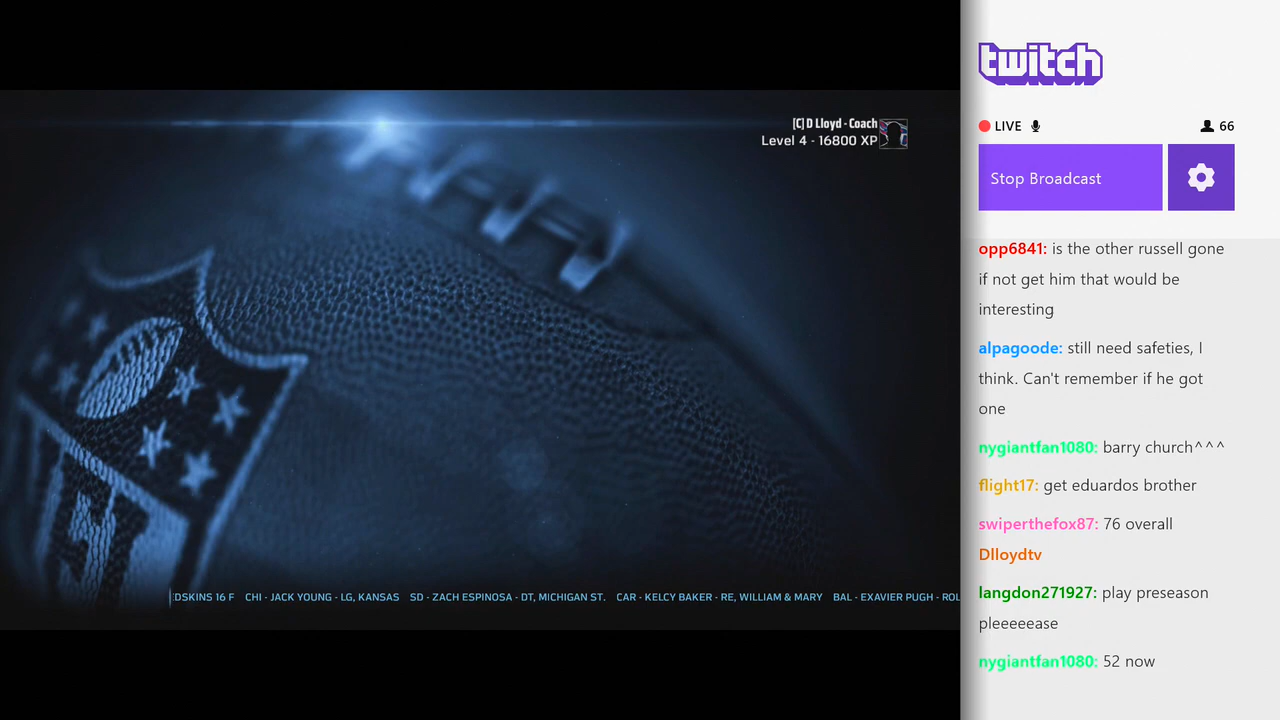 [C] D Lloyd - Coach
Level 4 - 16800 XP
DSKINS 16 F CHI - JACK YOUNG - LG, KANSAS SD - ZACH ESPINOSA - DT, MICHIGAN ST. CAR - KELCY BAKER - RE, WILLIAM & MARY BAL - EXAVIER PUGH - ROL
twitch
LIVE 66
Stop Broadcast
opp6841: is the other russell gone
if not get him that would be
interesting
alpagoode: still need safeties, I
think. Can't remember if he got
one
nygiantfan1080: barry church^^^
flight17: get eduardos brother
swiperthefox87: 76 overall
Dlloydtv
langdon271927: play preseason
pleeeeease
nygiantfan1080: 52 now